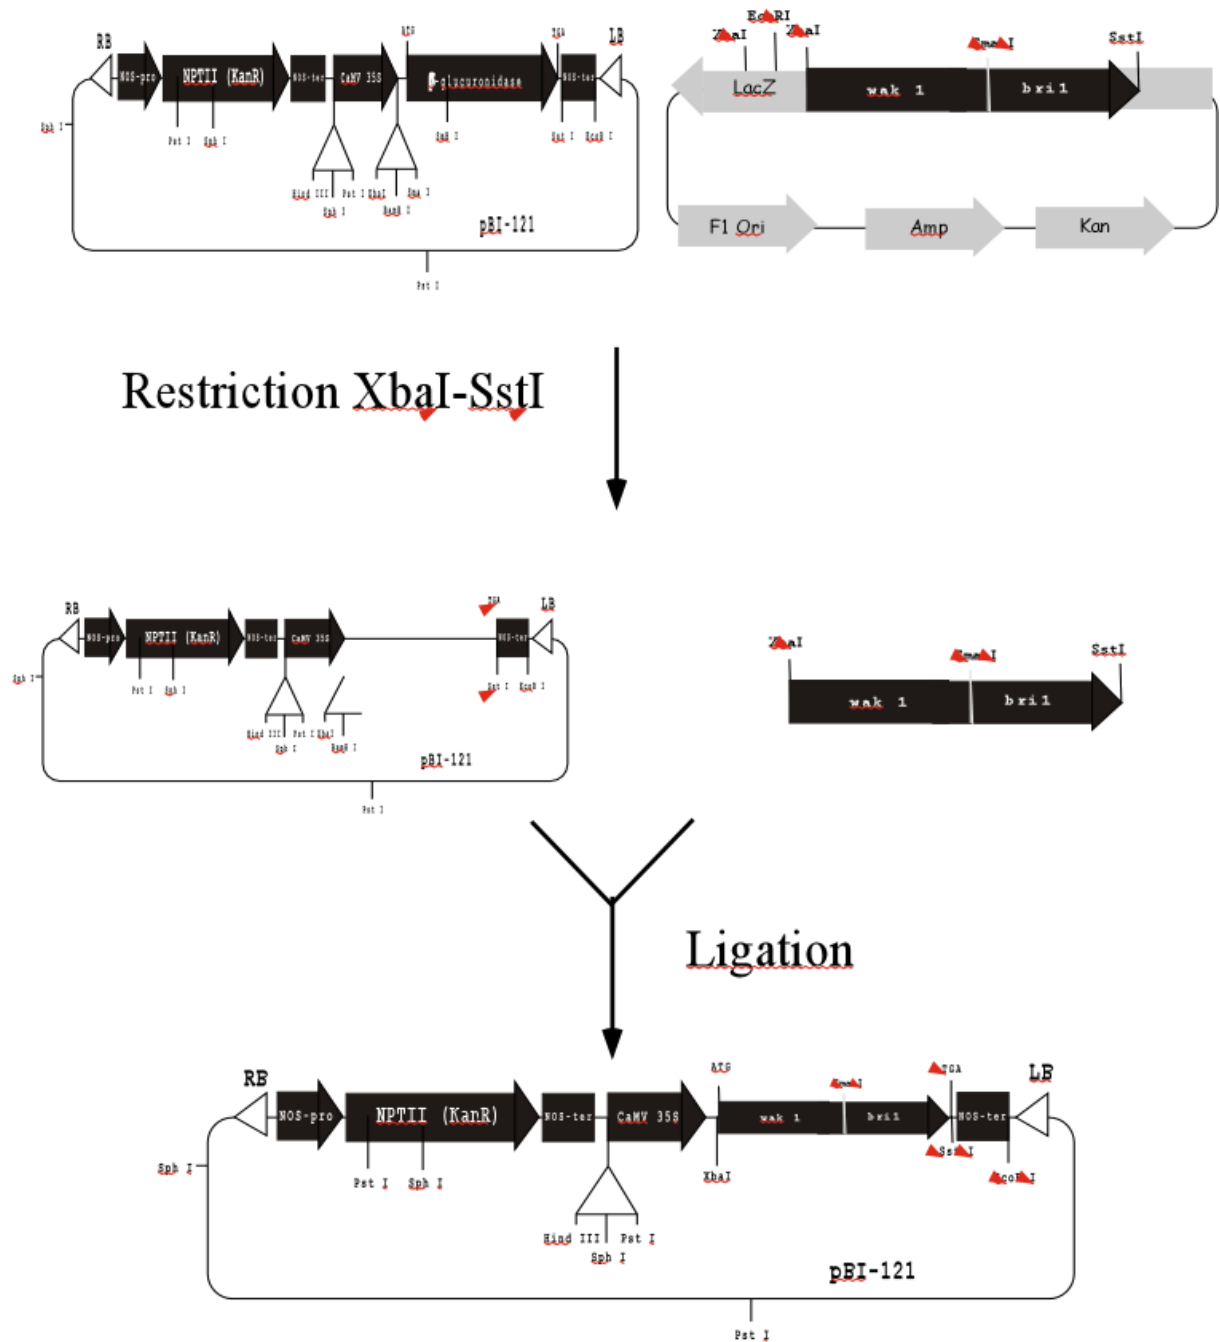 RB NOS-pro NPTII (KanR) NOS-ter CaMV 35S ATG β-glucuronidase TGA NOS-ter LB
Sph I Pst I Sph I SnB I Sst I EcoR I
Hind III Pst I XbaI Sma I
Sph I BamH I
pBI-121
Pst I
XbaI EcoRI XbaI SmaI SstI
LacZ wak 1 bri1
F1 Ori Amp Kan
Restriction XbaI-SstI
RB NOS-pro NPTII (KanR) NOS-ter CaMV 35S TGA NOS-ter LB
Sph I Pst I Sph I Sst I EcoR I
Hind III Pst I XbaI
Sph I BamH I
pBI-121
Pst I
XbaI SmaI SstI
wak 1 bri1
Ligation
RB NOS-pro NPTII (KanR) NOS-ter CaMV 35S ATG wak 1 SmaI bri1 TGA NOS-ter LB
Sph I Pst I Sph I XbaI SstI EcoR I
Hind III Pst I
Sph I
pBI-121
Pst I